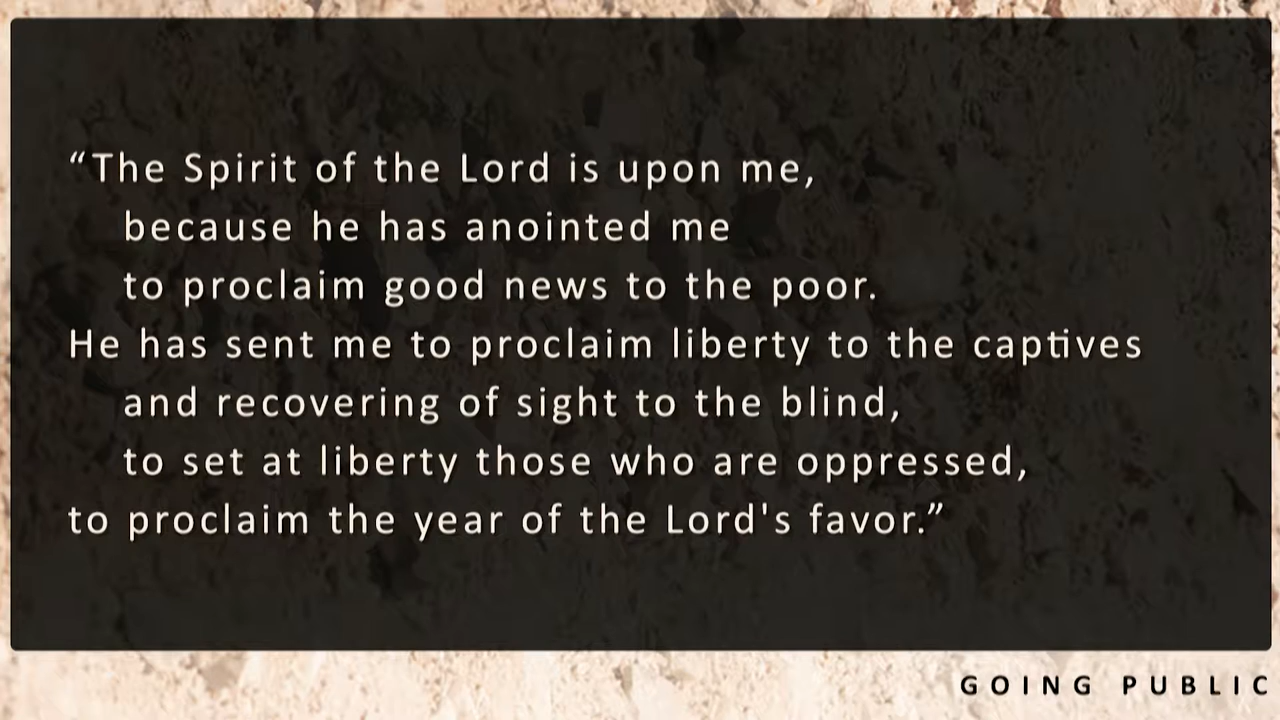 “The Spirit of the Lord is upon me,
because he has anointed me
to proclaim good news to the poor.
He has sent me to proclaim liberty to the captives
and recovering of sight to the blind,
to set at liberty those who are oppressed,
to proclaim the year of the Lord's favor.”
GOING PUBLIC